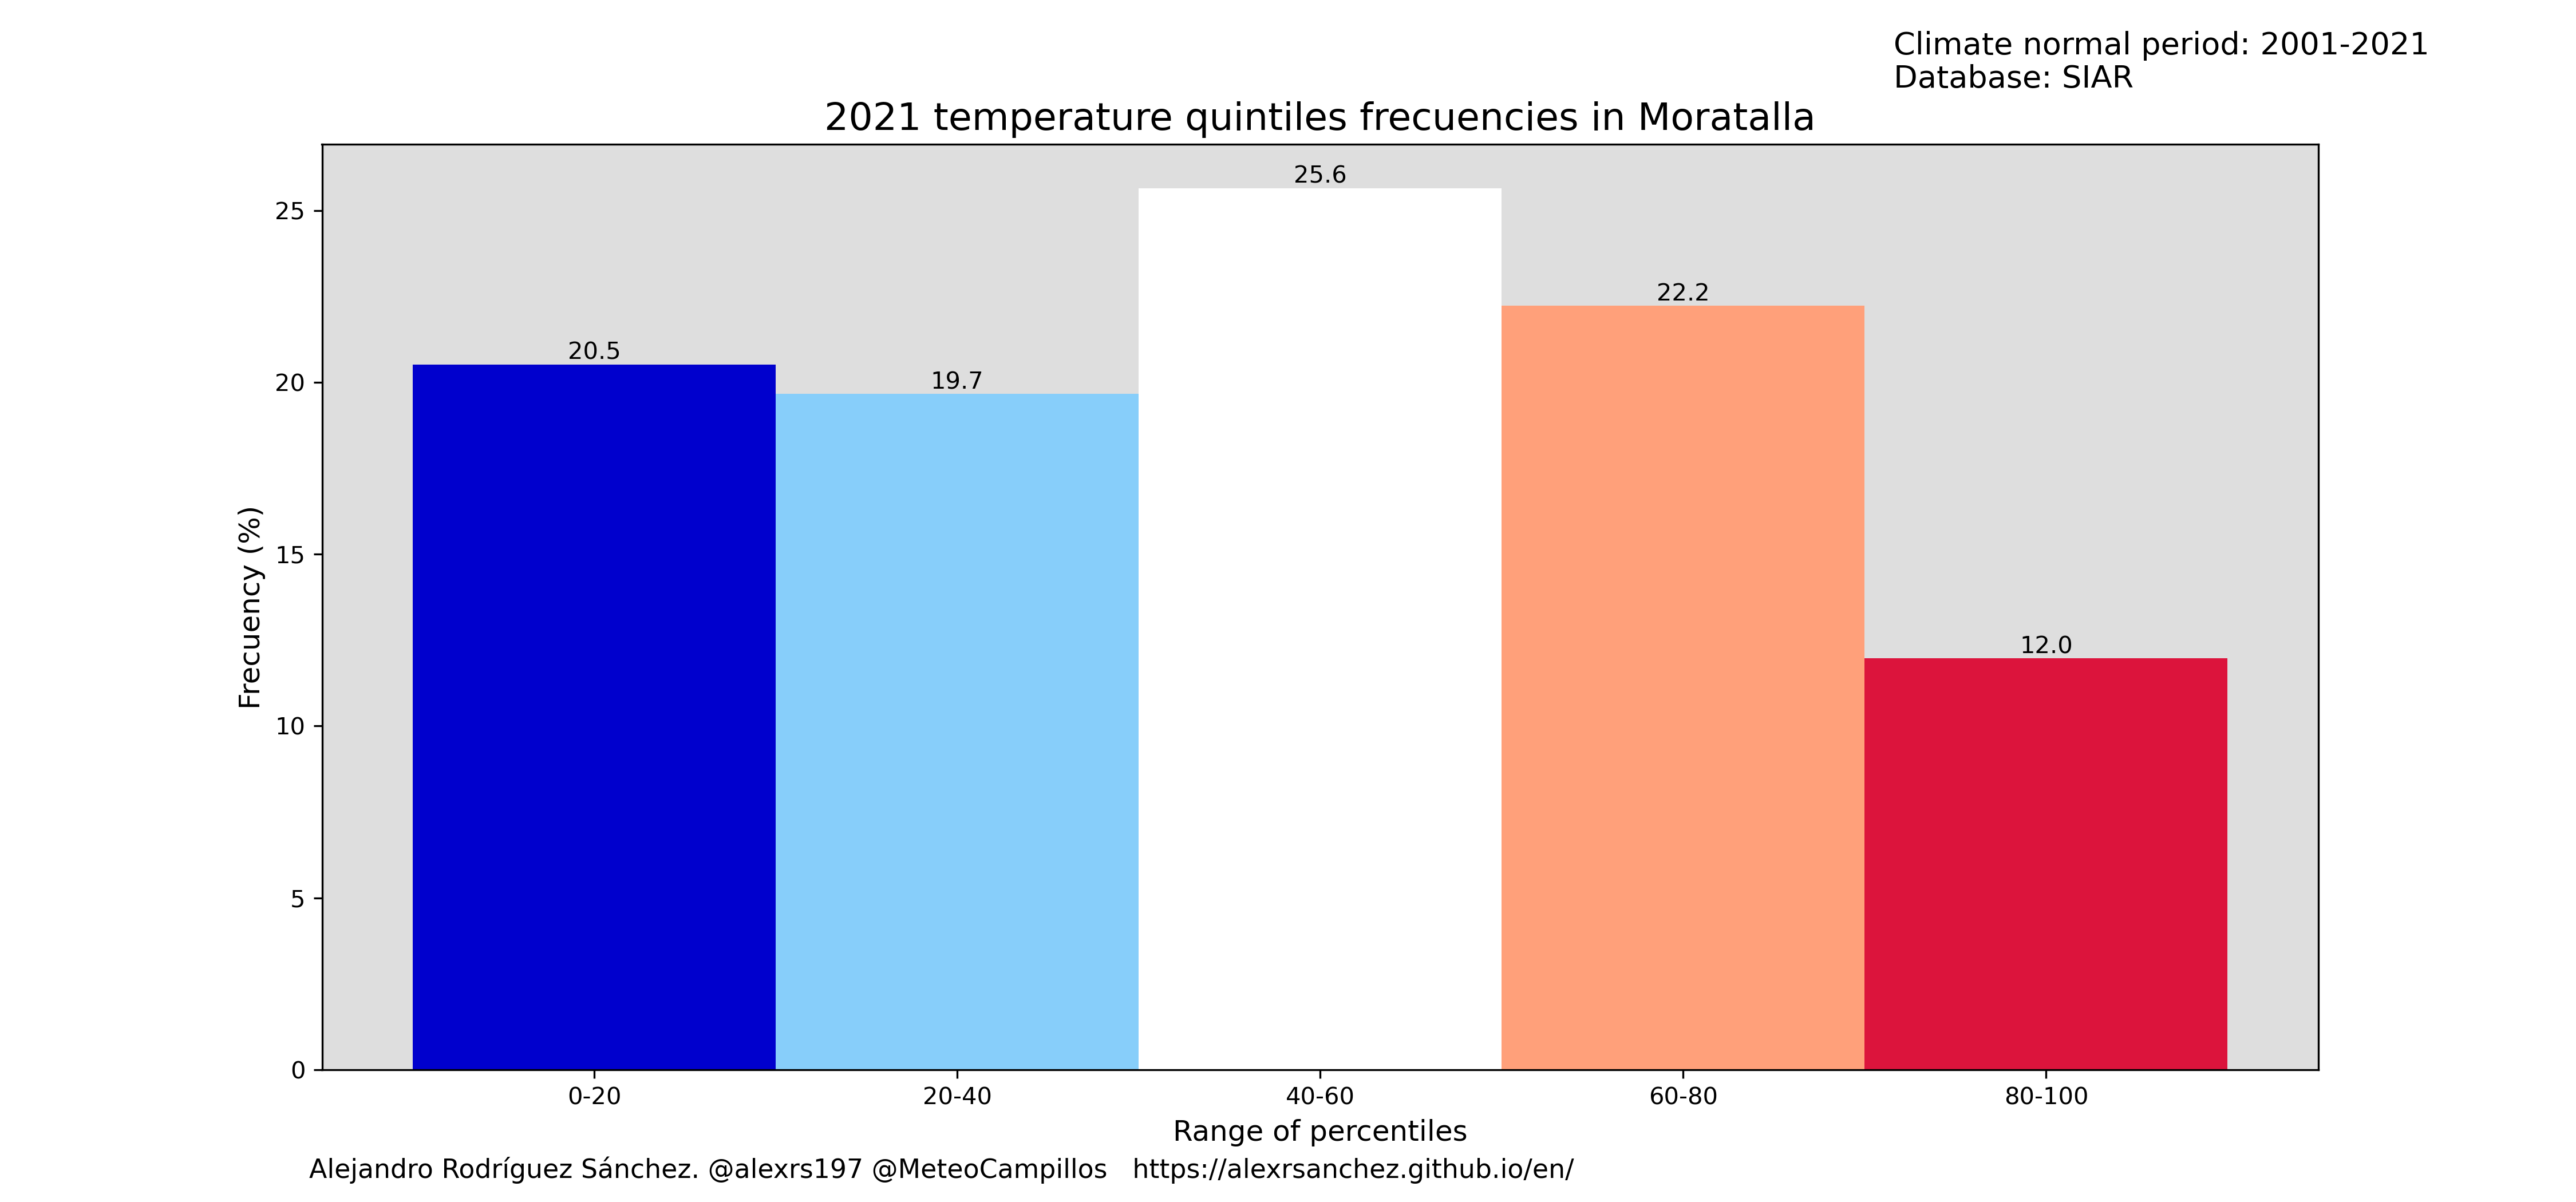 Climate normal period: 2001-2021
Database: SIAR
2021 temperature quintiles frecuencies in Moratalla
25.6
25
22.2
20.5
20
19.7
15
Frecuency (%)
12.0
10
5
0
0-20 20-40 40-60 60-80 80-100
Range of percentiles
Alejandro Rodríguez Sánchez. @alexrs197 @MeteoCampillos https://alexrsanchez.github.io/en/